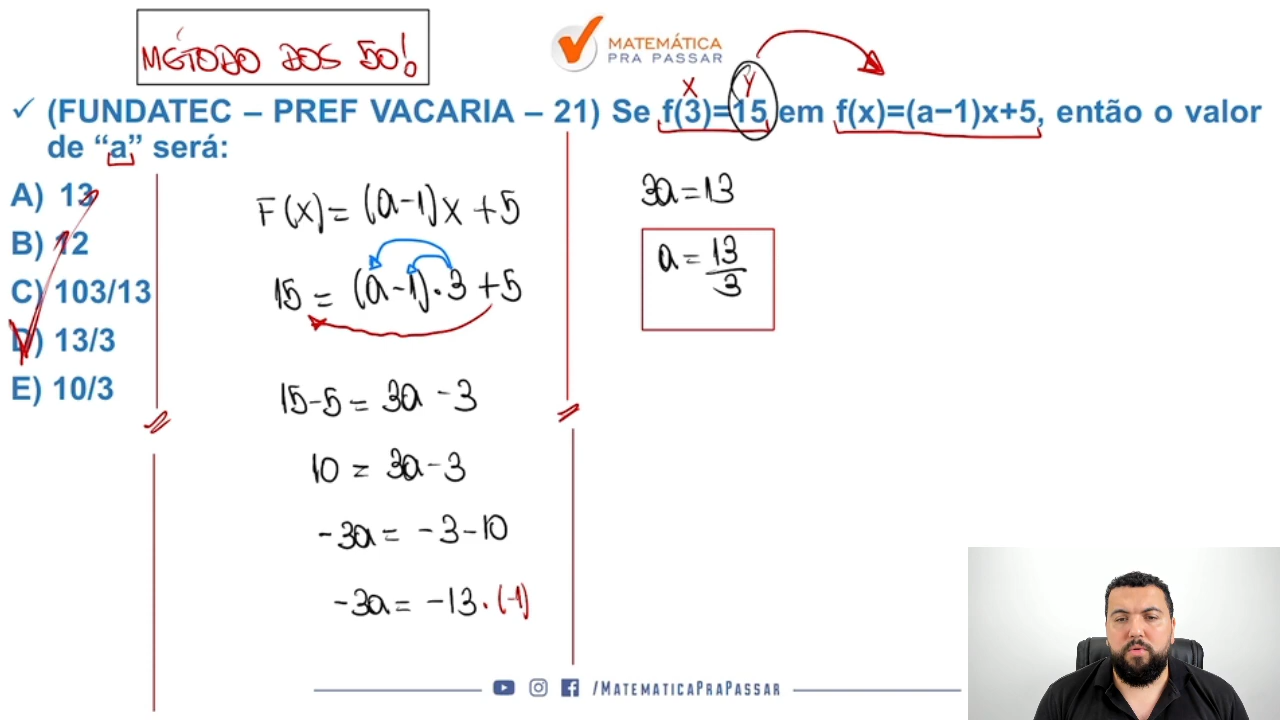 MÉTODO DOS 50!
MATEMÁTICA
PRA PASSAR
X Y
✓ (FUNDATEC – PREF VACARIA – 21) Se f(3)=15 em f(x)=(a−1)x+5, então o valor
de “a” será:
A) 13
B) 12
C) 103/13
D) 13/3
E) 10/3
F(x) = (a-1)x + 5
15 = (a-1)·3 + 5
15-5 = 3a - 3
10 = 3a - 3
-3a = -3-10
-3a = -13 ·(-1)
3a = 13
a = 13/3
/MATEMATICAPRAPASSAR